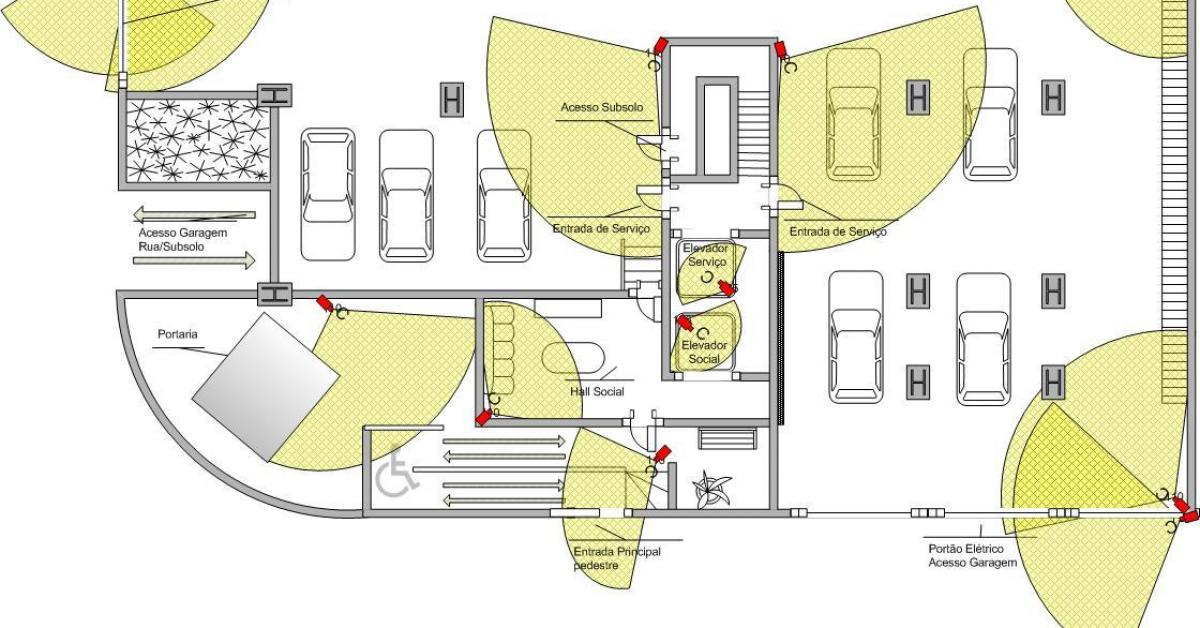 Acesso Subsolo
Acesso Garagem
Rua/Subsolo
Entrada de Serviço
Entrada de Serviço
Elevador
Serviço
Portaria
Elevador
Social
Hall Social
Entrada Principal
pedestre
Portão Elétrico
Acesso Garagem